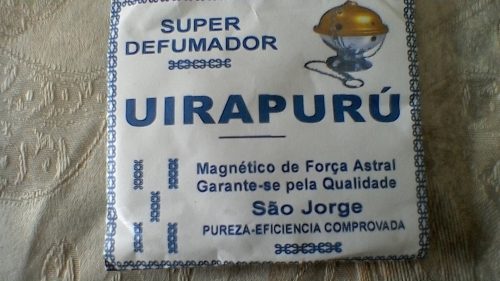 SUPER
DEFUMADOR
UIRAPURÚ
Magnético de Força Astral
Garante-se pela Qualidade
São Jorge
PUREZA-EFICIENCIA COMPROVADA